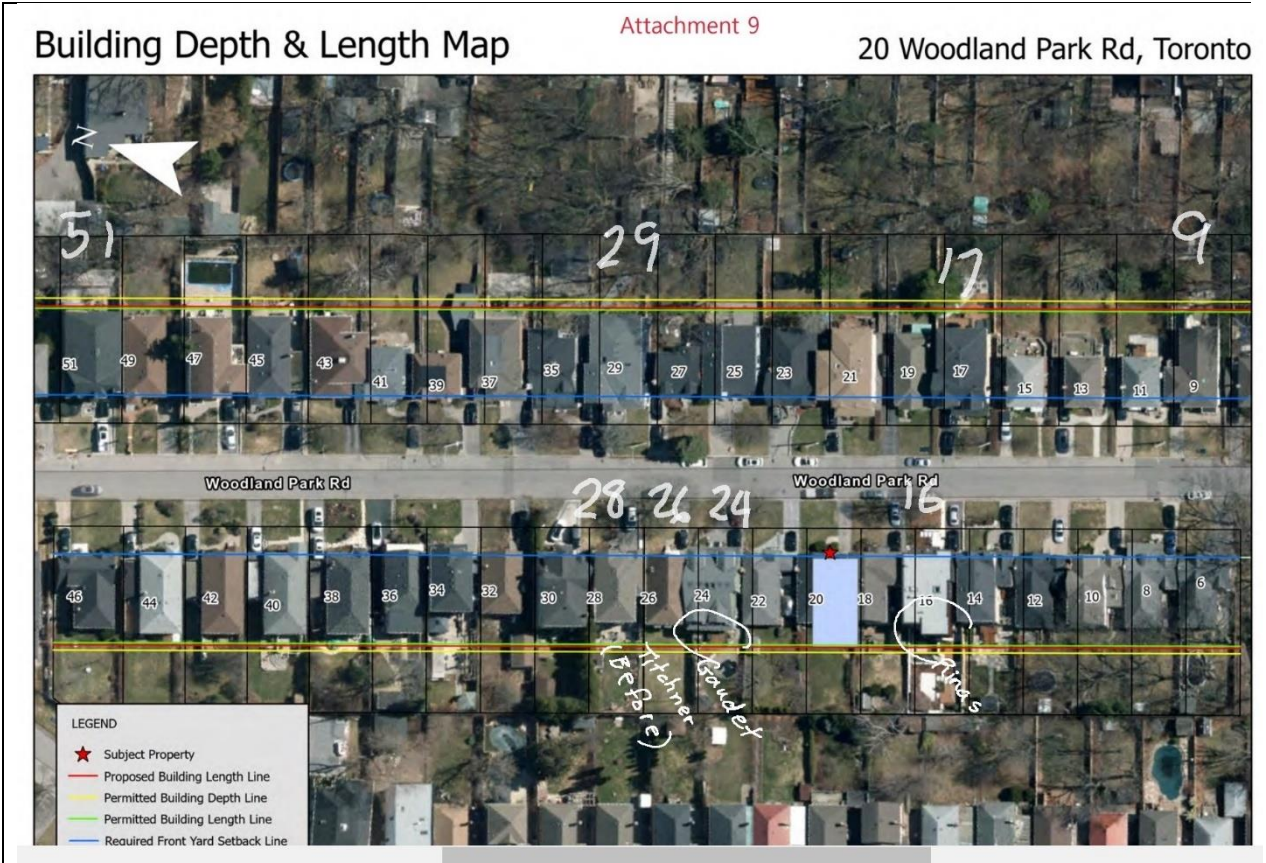 Attachment 9
Building Depth & Length Map
20 Woodland Park Rd, Toronto
N
51 29 17 9
51 49 47 45 43 41 39 37 35 29 27 25 23 21 19 17 15 13 11 9
Woodland Park Rd Woodland Park Rd
28 26 24 16
46 44 42 40 38 36 34 32 30 28 26 24 22 20 18 16 14 12 10 8 6
Titchner
(Before)
Gaudet
Rinas
LEGEND
Subject Property
Proposed Building Length Line
Permitted Building Depth Line
Permitted Building Length Line
Required Front Yard Setback Line